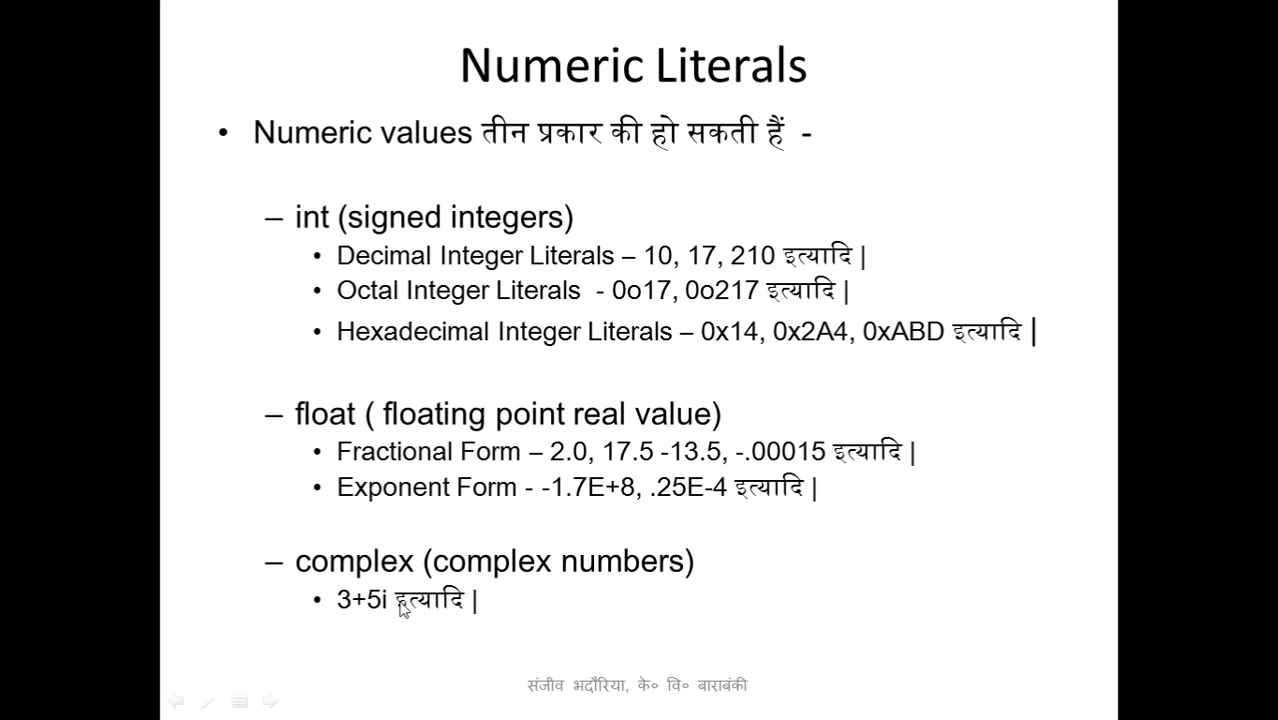 Numeric Literals
• Numeric values तीन प्रकार की हो सकती हैं -
– int (signed integers)
• Decimal Integer Literals – 10, 17, 210 इत्यादि |
• Octal Integer Literals - 0o17, 0o217 इत्यादि |
• Hexadecimal Integer Literals – 0x14, 0x2A4, 0xABD इत्यादि |
– float ( floating point real value)
• Fractional Form – 2.0, 17.5 -13.5, -.00015 इत्यादि |
• Exponent Form - -1.7E+8, .25E-4 इत्यादि |
– complex (complex numbers)
• 3+5i इत्यादि |
संजीव भदौरिया, के० वि० बाराबंकी